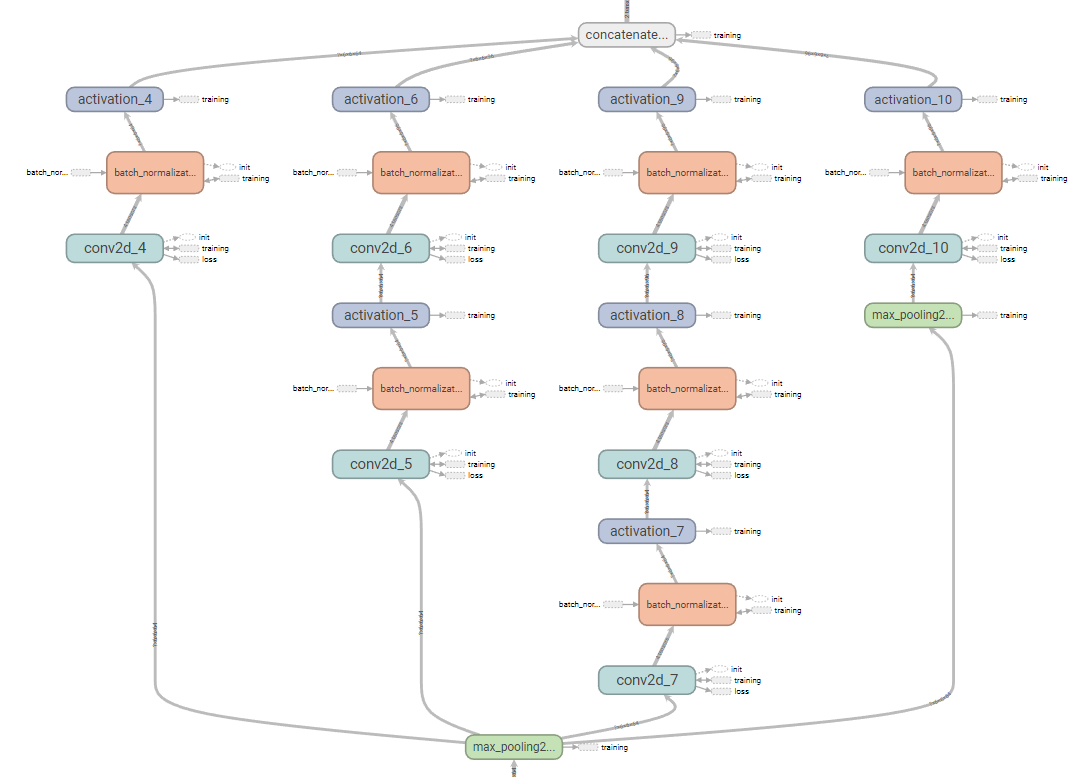 concatenate...
training
activation_4
training
activation_6
training
activation_9
training
activation_10
training
batch_nor...
batch_normalizat...
init
training
batch_nor...
batch_normalizat...
init
training
batch_nor...
batch_normalizat...
init
training
batch_nor...
batch_normalizat...
init
training
conv2d_4
init
training
loss
conv2d_6
init
training
loss
conv2d_9
init
training
loss
conv2d_10
init
training
loss
activation_5
training
activation_8
training
max_pooling2...
training
batch_nor...
batch_normalizat...
init
training
batch_nor...
batch_normalizat...
init
training
conv2d_5
init
training
loss
conv2d_8
init
training
loss
activation_7
training
batch_nor...
batch_normalizat...
init
training
conv2d_7
init
training
loss
max_pooling2...
training